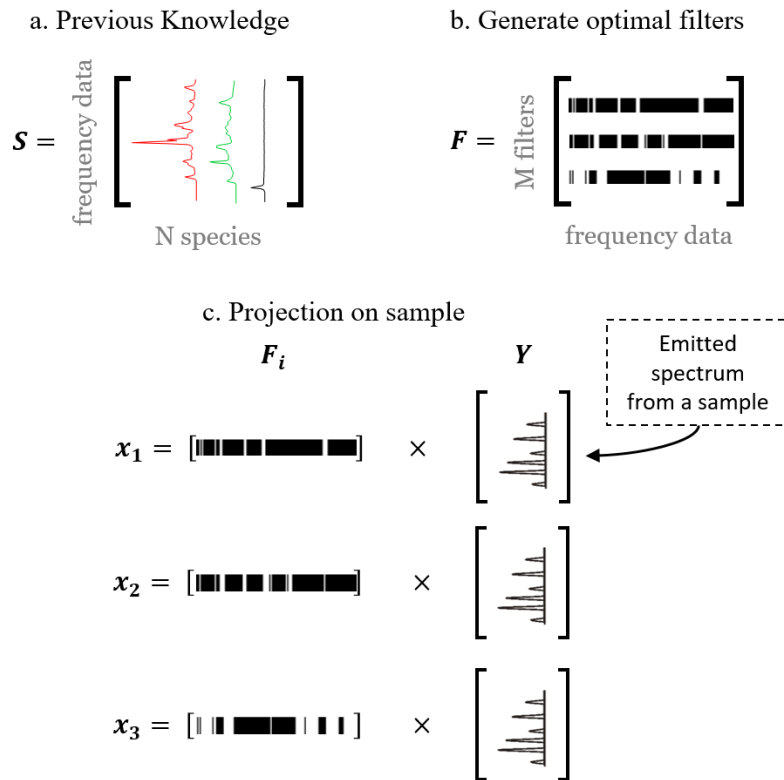 a. Previous Knowledge
b. Generate optimal filters
S =
frequency data
N species
F =
M filters
frequency data
c. Projection on sample
F_i
Y
Emitted
spectrum
from a sample
x_1 = [ ] ×
x_2 = [ ] ×
x_3 = [ ] ×